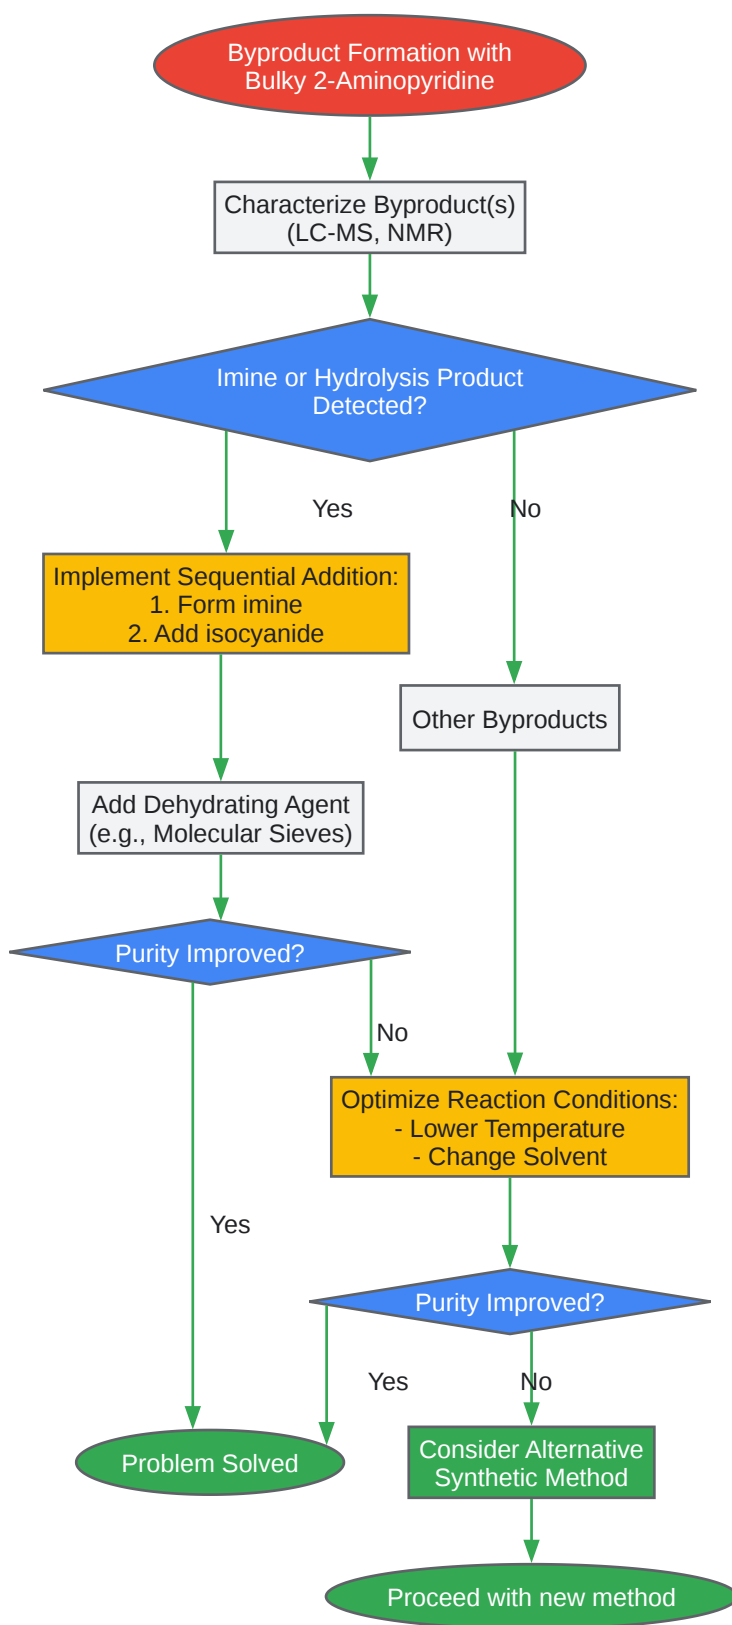 Byproduct Formation with
Bulky 2-Aminopyridine
Characterize Byproduct(s)
(LC-MS, NMR)
Imine or Hydrolysis Product
Detected?
Yes
No
Implement Sequential Addition:
1. Form imine
2. Add isocyanide
Other Byproducts
Add Dehydrating Agent
(e.g., Molecular Sieves)
Purity Improved?
No
Optimize Reaction Conditions:
- Lower Temperature
- Change Solvent
Yes
Purity Improved?
Yes
No
Consider Alternative
Synthetic Method
Problem Solved
Proceed with new method